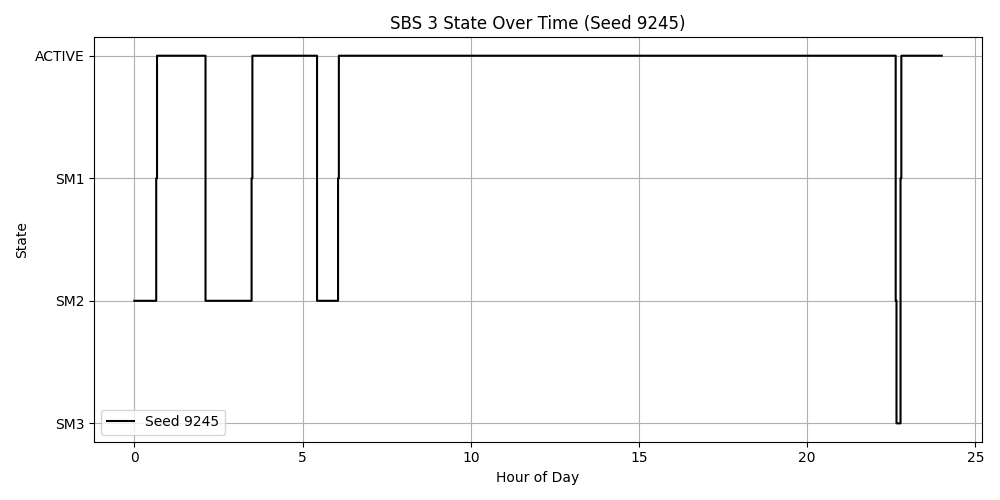 SBS 3 State Over Time (Seed 9245)
ACTIVE
SM1
SM2
SM3
State
Seed 9245
0 5 10 15 20 25
Hour of Day